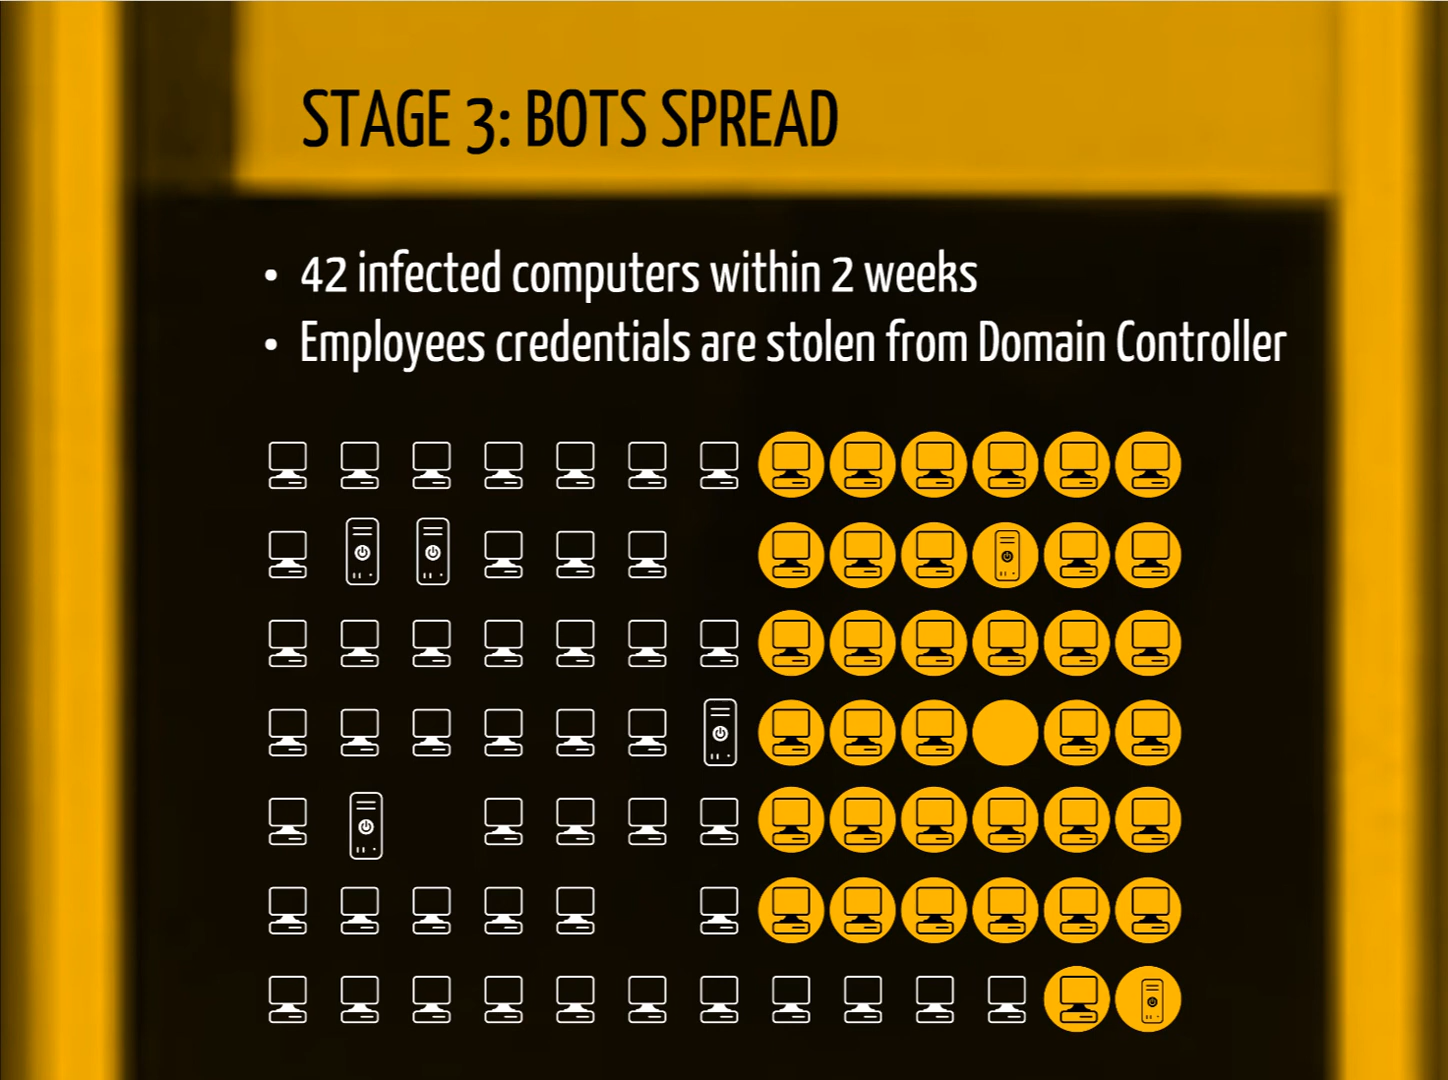 STAGE 3: BOTS SPREAD
• 42 infected computers within 2 weeks
• Employees credentials are stolen from Domain Controller